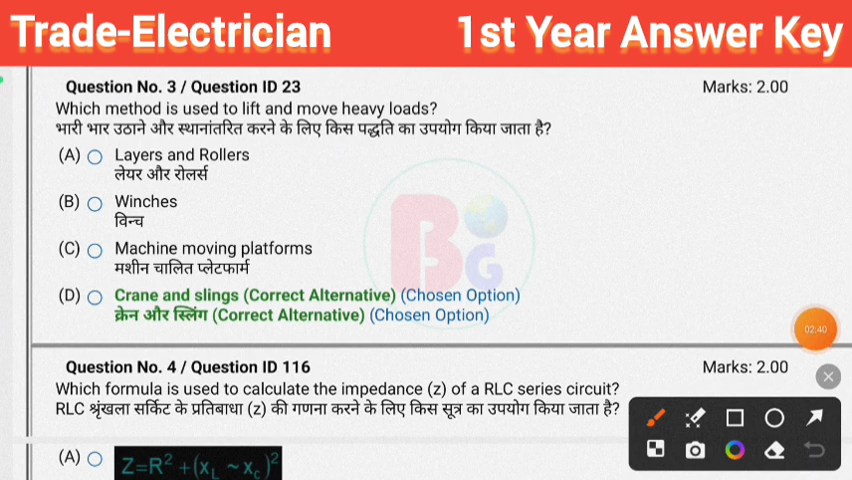 Trade-Electrician 1st Year Answer Key
Question No. 3 / Question ID 23 Marks: 2.00
Which method is used to lift and move heavy loads?
भारी भार उठाने और स्थानांतरित करने के लिए किस पद्धति का उपयोग किया जाता है?
(A) Layers and Rollers
लेयर और रोलर्स
(B) Winches
विन्च
(C) Machine moving platforms
मशीन चालित प्लेटफार्म
(D) Crane and slings (Correct Alternative) (Chosen Option)
क्रेन और स्लिंग (Correct Alternative) (Chosen Option)
B G
02:40
Question No. 4 / Question ID 116 Marks: 2.00
Which formula is used to calculate the impedance (z) of a RLC series circuit?
RLC श्रृंखला सर्किट के प्रतिबाधा (z) की गणना करने के लिए किस सूत्र का उपयोग किया जाता है?
(A) Z=R² +(X_L ~ X_C)²